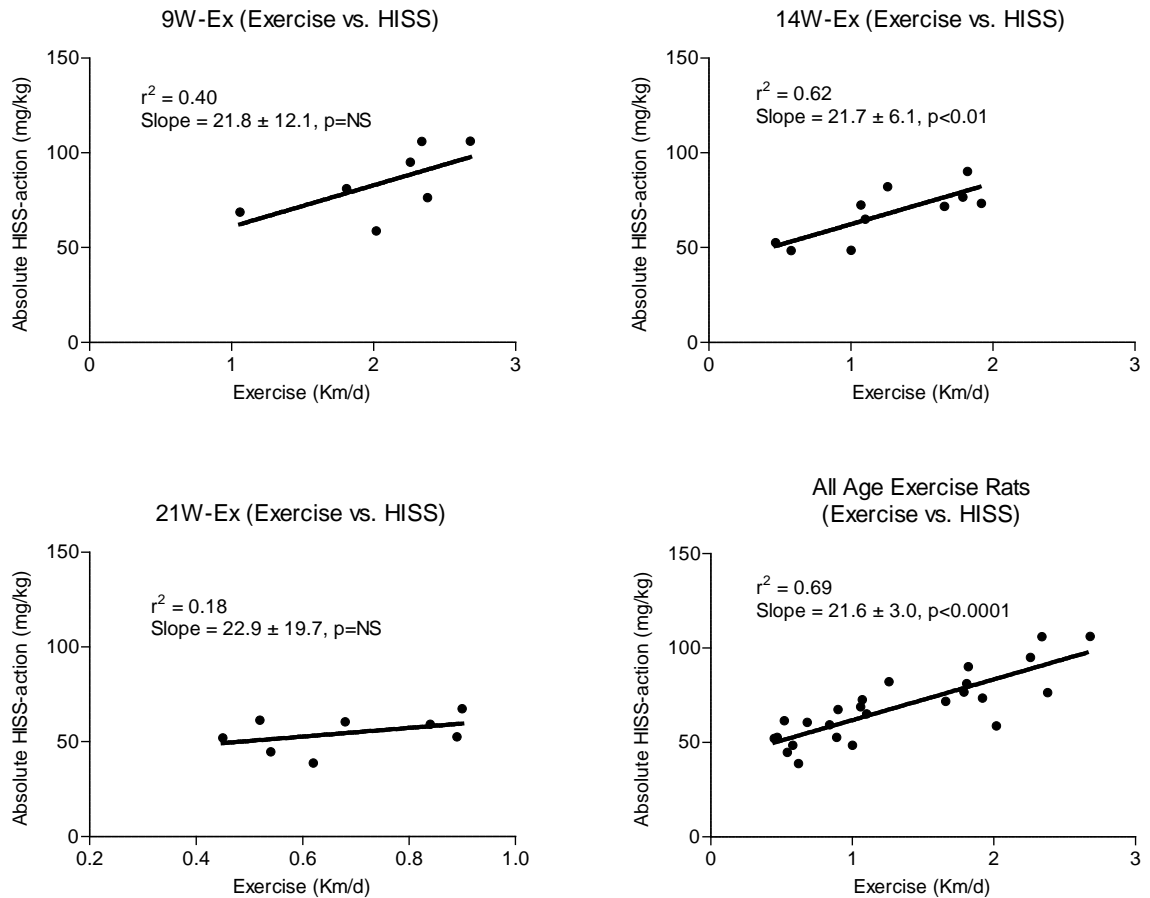 9W-Ex (Exercise vs. HISS)
150
100
50
0
Absolute HISS-action (mg/kg)
r² = 0.40
Slope = 21.8 ± 12.1, p=NS
0 1 2 3
Exercise (Km/d)
14W-Ex (Exercise vs. HISS)
150
100
50
0
Absolute HISS-action (mg/kg)
r² = 0.62
Slope = 21.7 ± 6.1, p<0.01
0 1 2 3
Exercise (Km/d)
21W-Ex (Exercise vs. HISS)
150
100
50
0
Absolute HISS-action (mg/kg)
r² = 0.18
Slope = 22.9 ± 19.7, p=NS
0.2 0.4 0.6 0.8 1.0
Exercise (Km/d)
All Age Exercise Rats
(Exercise vs. HISS)
150
100
50
0
Absolute HISS-action (mg/kg)
r² = 0.69
Slope = 21.6 ± 3.0, p<0.0001
0 1 2 3
Exercise (Km/d)